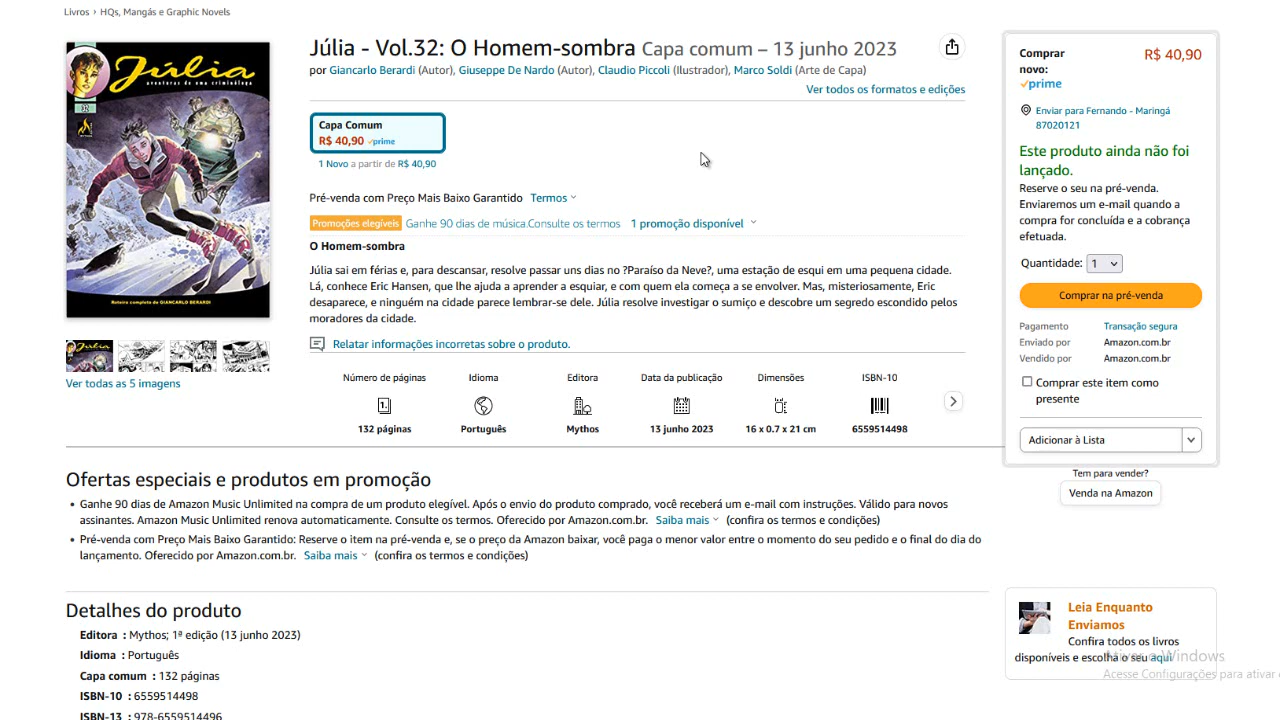 Livros › HQs, Mangás e Graphic Novels
Júlia
aventuras de uma criminóloga
32
Roteiro completo de GIANCARLO BERARDI
Júlia
Ver todas as 5 imagens
Júlia - Vol.32: O Homem-sombra Capa comum – 13 junho 2023
por Giancarlo Berardi (Autor), Giuseppe De Nardo (Autor), Claudio Piccoli (Ilustrador), Marco Soldi (Arte de Capa)
Ver todos os formatos e edições
Capa Comum
R$ 40,90 prime
1 Novo a partir de R$ 40,90
Pré-venda com Preço Mais Baixo Garantido Termos
Promoções elegíveis Ganhe 90 dias de música.Consulte os termos 1 promoção disponível
O Homem-sombra
Júlia sai em férias e, para descansar, resolve passar uns dias no ?Paraíso da Neve?, uma estação de esqui em uma pequena cidade.
Lá, conhece Eric Hansen, que lhe ajuda a aprender a esquiar, e com quem ela começa a se envolver. Mas, misteriosamente, Eric
desaparece, e ninguém na cidade parece lembrar-se dele. Júlia resolve investigar o sumiço e descobre um segredo escondido pelos
moradores da cidade.
Relatar informações incorretas sobre o produto.
Número de páginas Idioma Editora Data da publicação Dimensões ISBN-10
132 páginas Português Mythos 13 junho 2023 16 x 0.7 x 21 cm 6559514498
Comprar R$ 40,90
novo:
prime
Enviar para Fernando - Maringá
87020121
Este produto ainda não foi
lançado.
Reserve o seu na pré-venda.
Enviaremos um e-mail quando a
compra for concluída e a cobrança
efetuada.
Quantidade: 1
Comprar na pré-venda
Pagamento Transação segura
Enviado por Amazon.com.br
Vendido por Amazon.com.br
Comprar este item como
presente
Adicionar à Lista
Tem para vender?
Venda na Amazon
Ofertas especiais e produtos em promoção
• Ganhe 90 dias de Amazon Music Unlimited na compra de um produto elegível. Após o envio do produto comprado, você receberá um e-mail com instruções. Válido para novos
assinantes. Amazon Music Unlimited renova automaticamente. Consulte os termos. Oferecido por Amazon.com.br. Saiba mais (confira os termos e condições)
• Pré-venda com Preço Mais Baixo Garantido: Reserve o item na pré-venda e, se o preço da Amazon baixar, você paga o menor valor entre o momento do seu pedido e o final do dia do
lançamento. Oferecido por Amazon.com.br. Saiba mais (confira os termos e condições)
Detalhes do produto
Editora : Mythos; 1ª edição (13 junho 2023)
Idioma : Português
Capa comum : 132 páginas
ISBN-10 : 6559514498
ISBN-13 : 978-6559514496
Leia Enquanto
Enviamos
Confira todos os livros
disponíveis e escolha o seu aqui
Ativar o Windows
Acesse Configurações para ativar